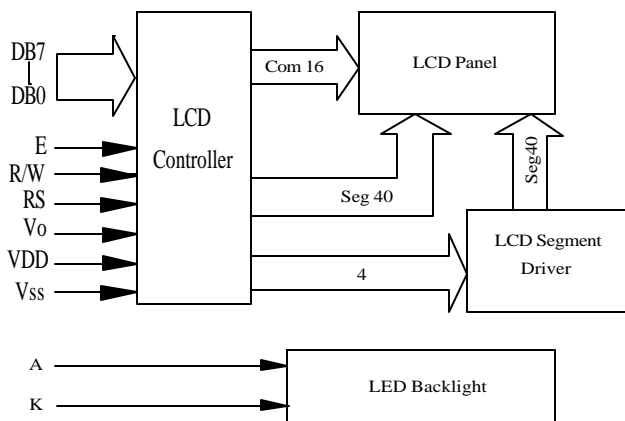 DB7
DB0
E
R/W
RS
Vo
VDD
Vss
LCD
Controller
Com 16
Seg 40
4
LCD Panel
Seg40
LCD Segment
Driver
A
K
LED Backlight